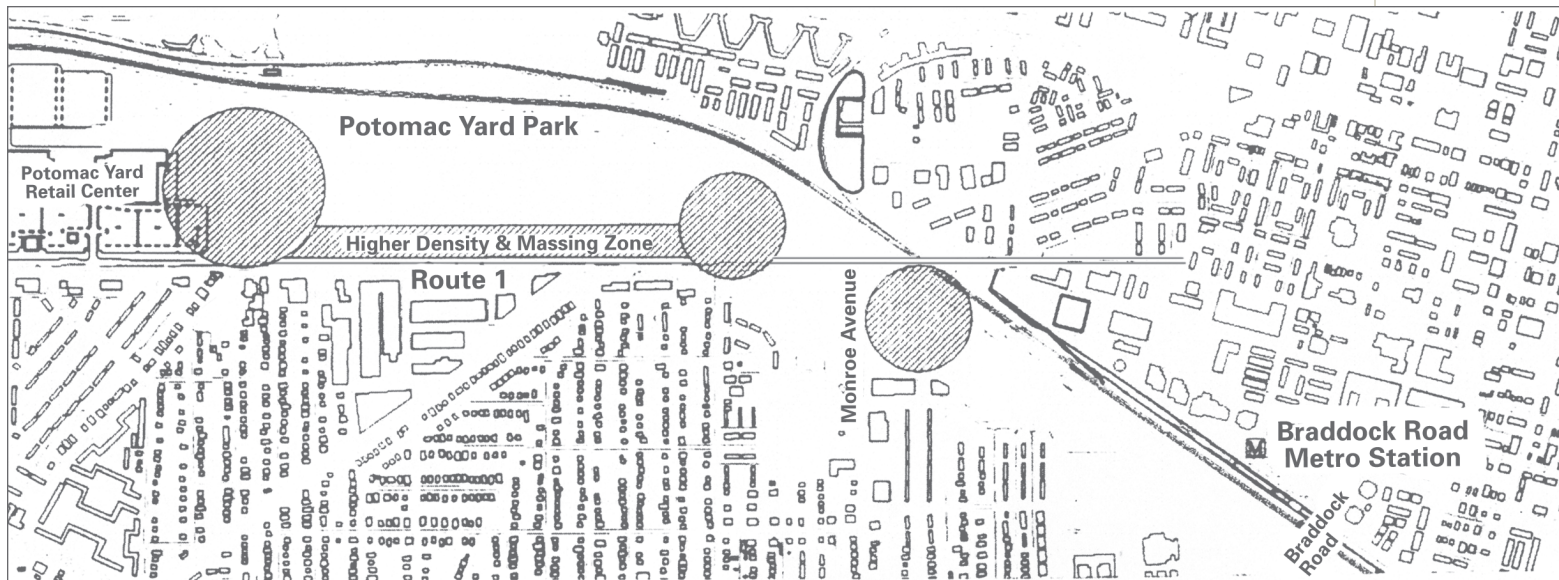 Potomac Yard Park
Potomac Yard
Retail Center
Higher Density & Massing Zone
Route 1
Monroe Avenue
M
Braddock Road
Metro Station
Braddock
Road